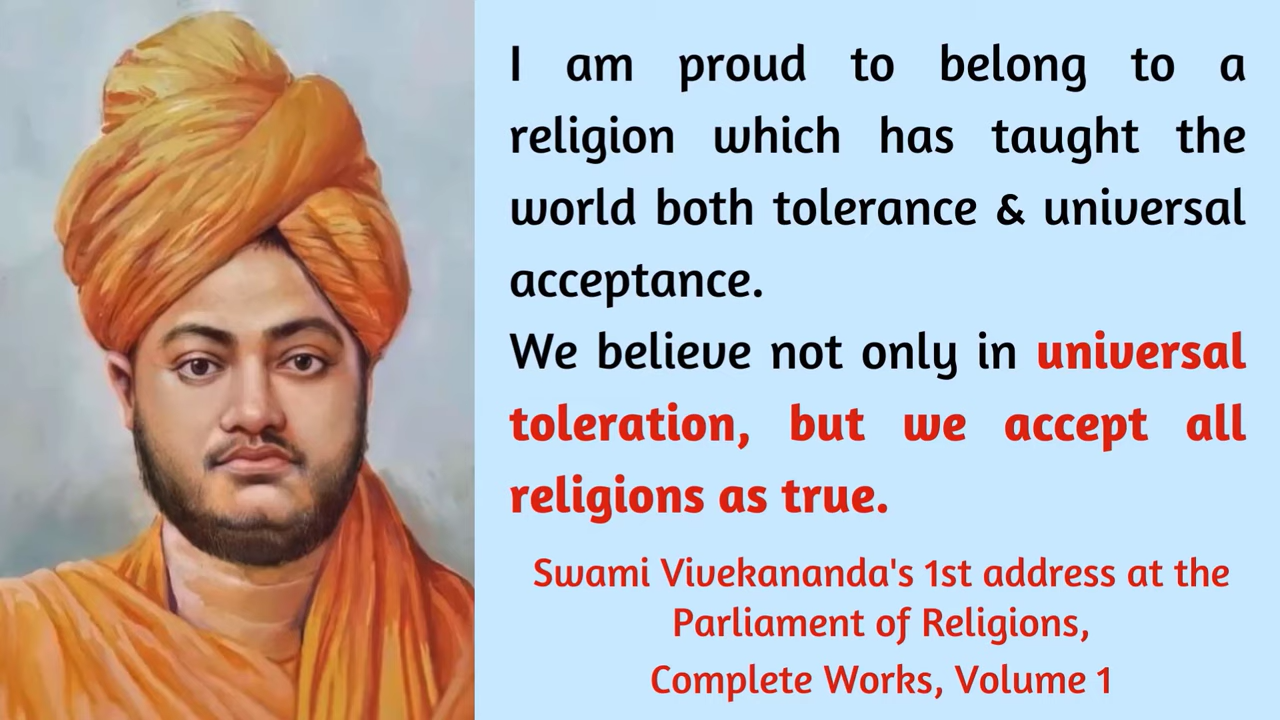 I am proud to belong to a
religion which has taught the
world both tolerance & universal
acceptance.
We believe not only in universal
toleration, but we accept all
religions as true.
Swami Vivekananda's 1st address at the
Parliament of Religions,
Complete Works, Volume 1